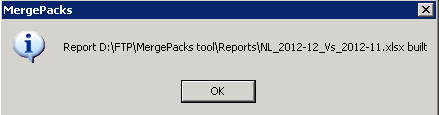 MergePacks
Report D:\FTP\MergePacks tool\Reports\NL_2012-12_Vs_2012-11.xlsx built
OK